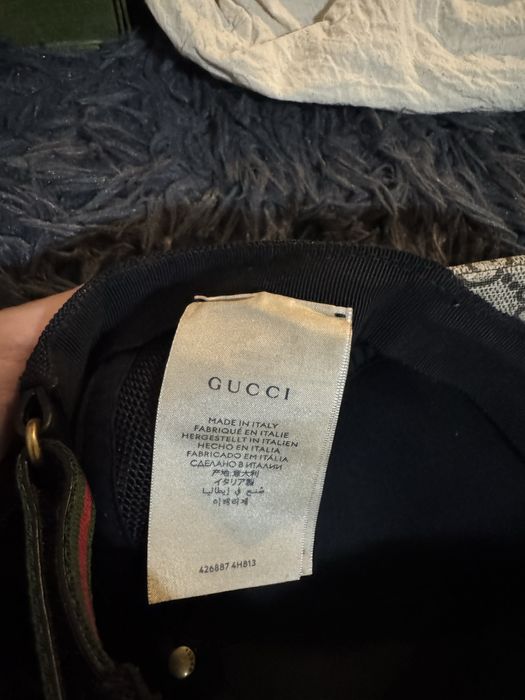 GUCCI
MADE IN ITALY
FABRIQUÉ EN ITALIE
HERGESTELLT IN ITALIEN
HECHO EN ITALIA
FABRICADO EM ITÁLIA
СДЕЛАНО В ИТАЛИИ
产地:意大利
イタリア製
صنع في إيطاليا
이태리제
426887 4HB13